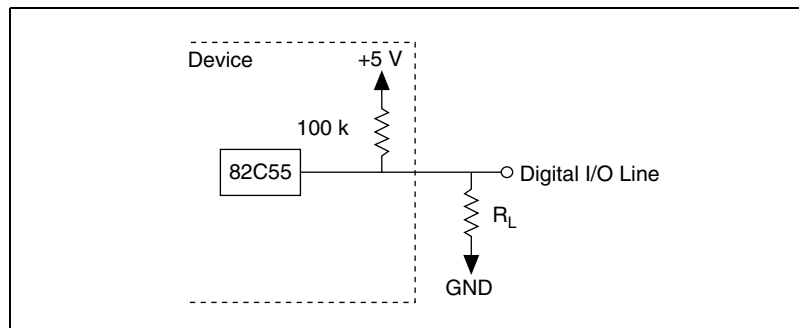 Device
+5 V
100 k
82C55
Digital I/O Line
R_L
GND